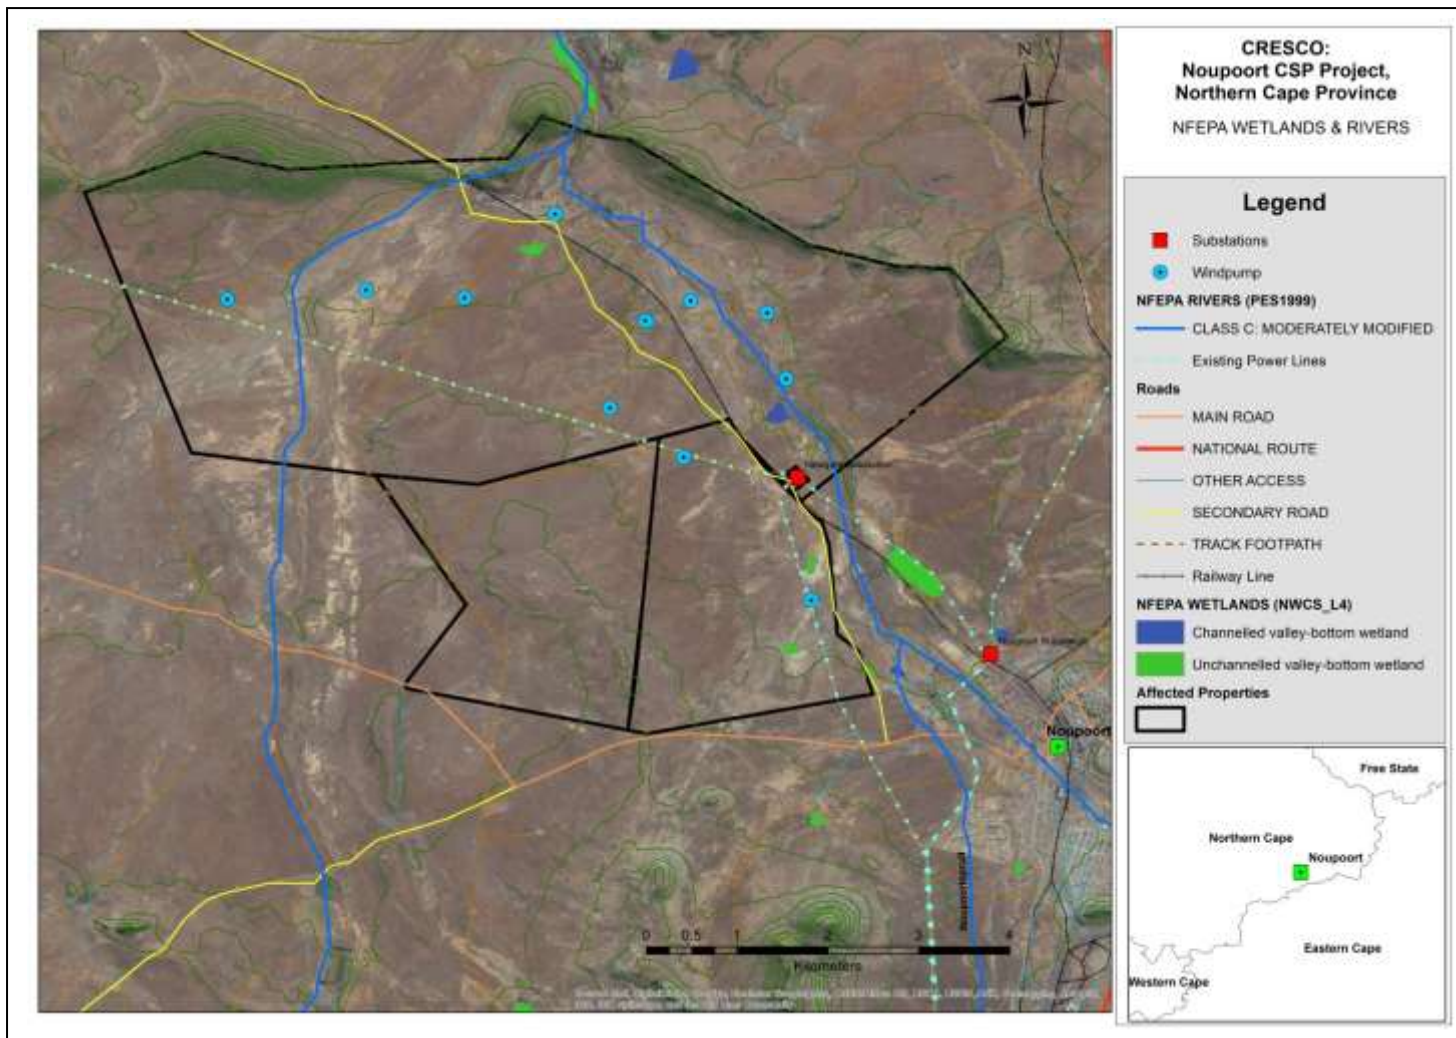 CRESCO:
Noupoort CSP Project,
Northern Cape Province
NFEPA WETLANDS & RIVERS
N
Legend
Substations
Windpump
NFEPA RIVERS (PES1999)
CLASS C: MODERATELY MODIFIED
Existing Power Lines
Roads
MAIN ROAD
NATIONAL ROUTE
OTHER ACCESS
SECONDARY ROAD
TRACK FOOTPATH
Railway Line
NFEPA WETLANDS (NWCS_L4)
Channelled valley-bottom wetland
Unchannelled valley-bottom wetland
Affected Properties
Noupoort
0 0.5 1 2 3 4
Kilometers
Free State
Northern Cape
Noupoort
Eastern Cape
Western Cape